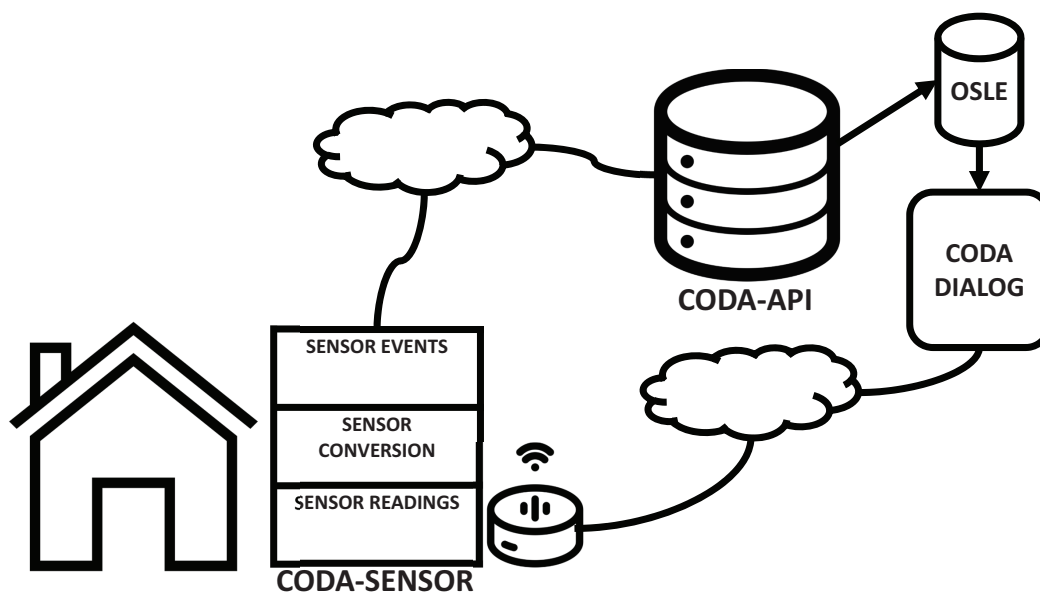 OSLE
CODA
DIALOG
CODA-API
SENSOR EVENTS
SENSOR
CONVERSION
SENSOR READINGS
CODA-SENSOR